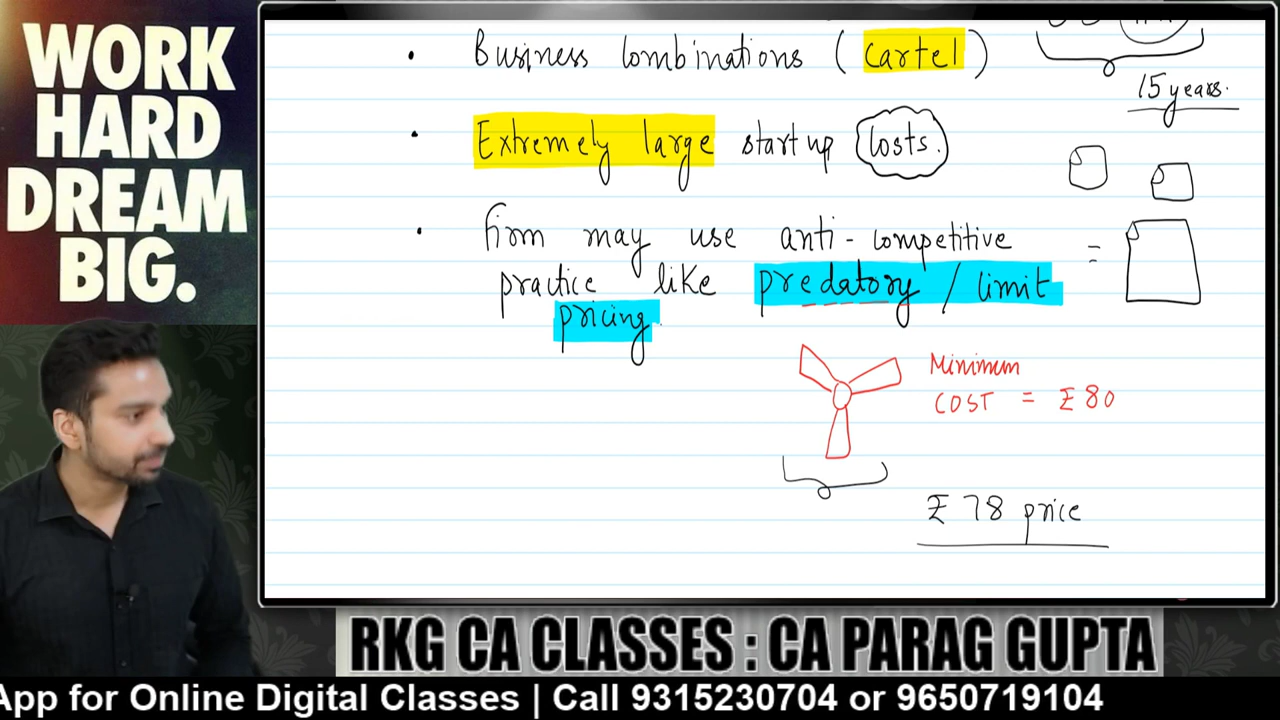 WORK
HARD
DREAM
BIG.
• Business Combinations ( cartel )
15 years.
• Extremely large startup Costs.
• firm may use anti-competitive
practice like predatory / limit
pricing.
=
Minimum
COST = ₹ 80
₹ 78 price
RKG CA CLASSES : CA PARAG GUPTA
App for Online Digital Classes | Call 9315230704 or 9650719104